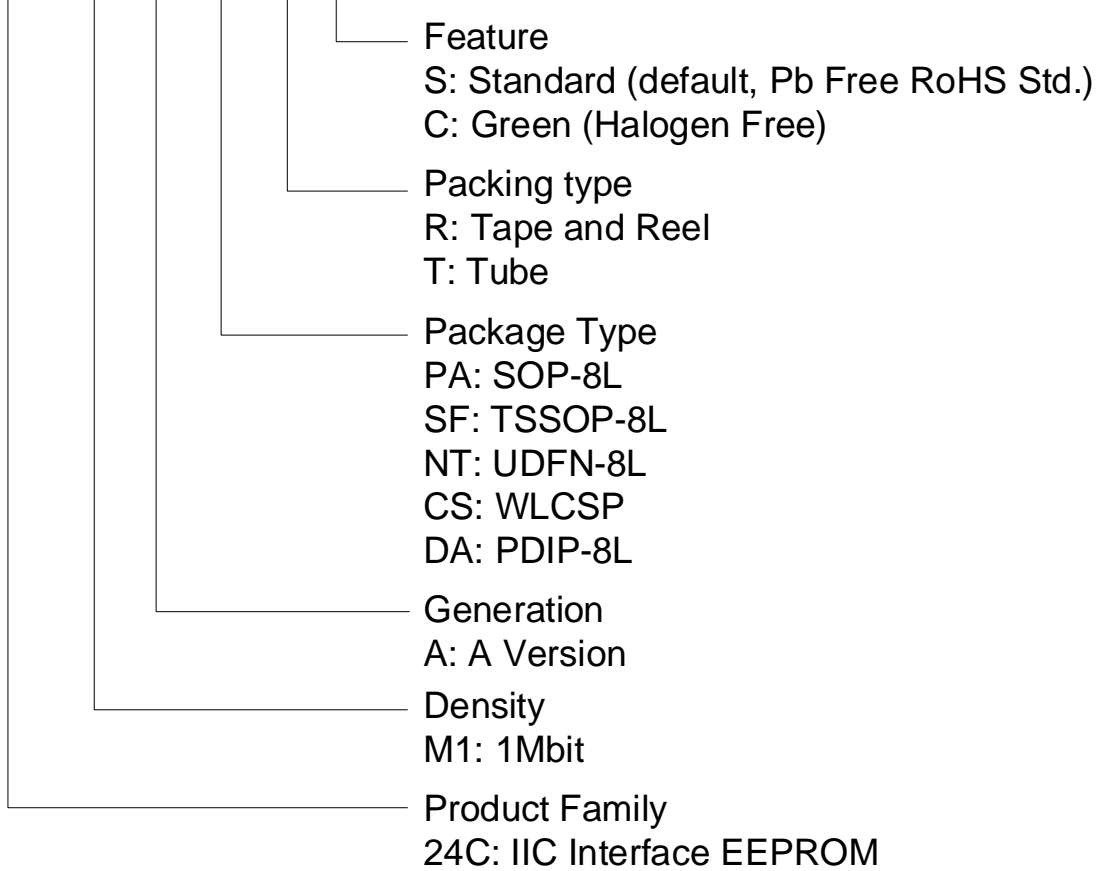 Feature
S: Standard (default, Pb Free RoHS Std.)
C: Green (Halogen Free)
Packing type
R: Tape and Reel
T: Tube
Package Type
PA: SOP-8L
SF: TSSOP-8L
NT: UDFN-8L
CS: WLCSP
DA: PDIP-8L
Generation
A: A Version
Density
M1: 1Mbit
Product Family
24C: IIC Interface EEPROM